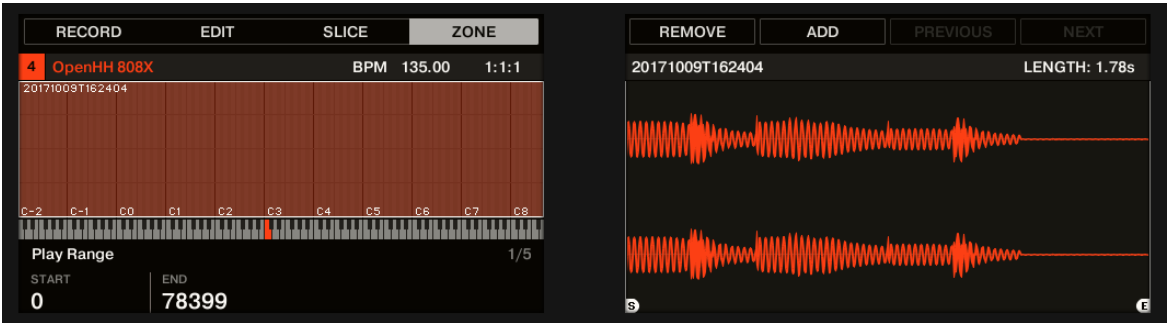 RECORD EDIT SLICE ZONE
4 OpenHH 808X BPM 135.00 1:1:1
20171009T162404
C-2 C-1 C0 C1 C2 C3 C4 C5 C6 C7 C8
Play Range 1/5
START END
0 78399
REMOVE ADD PREVIOUS NEXT
20171009T162404 LENGTH: 1.78s
S E